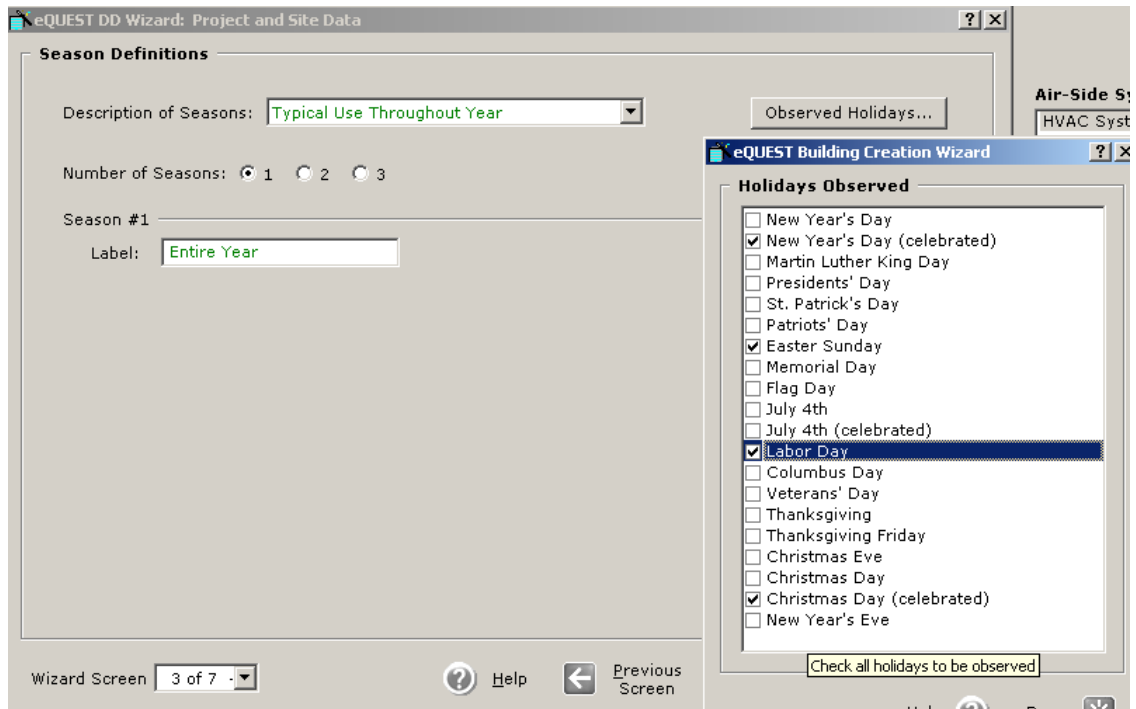 eQUEST DD Wizard: Project and Site Data
Season Definitions
Description of Seasons: Typical Use Throughout Year
Observed Holidays...
Number of Seasons: 1 2 3
Season #1
Label: Entire Year
Wizard Screen 3 of 7
Help
Previous
Screen
Air-Side Sy
HVAC Syst
eQUEST Building Creation Wizard
Holidays Observed
New Year's Day
New Year's Day (celebrated)
Martin Luther King Day
Presidents' Day
St. Patrick's Day
Patriots' Day
Easter Sunday
Memorial Day
Flag Day
July 4th
July 4th (celebrated)
Labor Day
Columbus Day
Veterans' Day
Thanksgiving
Thanksgiving Friday
Christmas Eve
Christmas Day
Christmas Day (celebrated)
New Year's Eve
Check all holidays to be observed